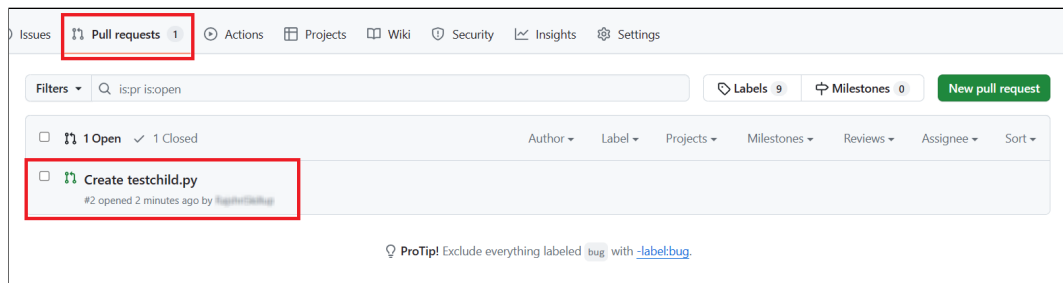 Issues Pull requests 1 Actions Projects Wiki Security Insights Settings
Filters is:pr is:open Labels 9 Milestones 0 New pull request
1 Open 1 Closed Author Label Projects Milestones Reviews Assignee Sort
Create testchild.py
#2 opened 2 minutes ago by
ProTip! Exclude everything labeled bug with -label:bug.